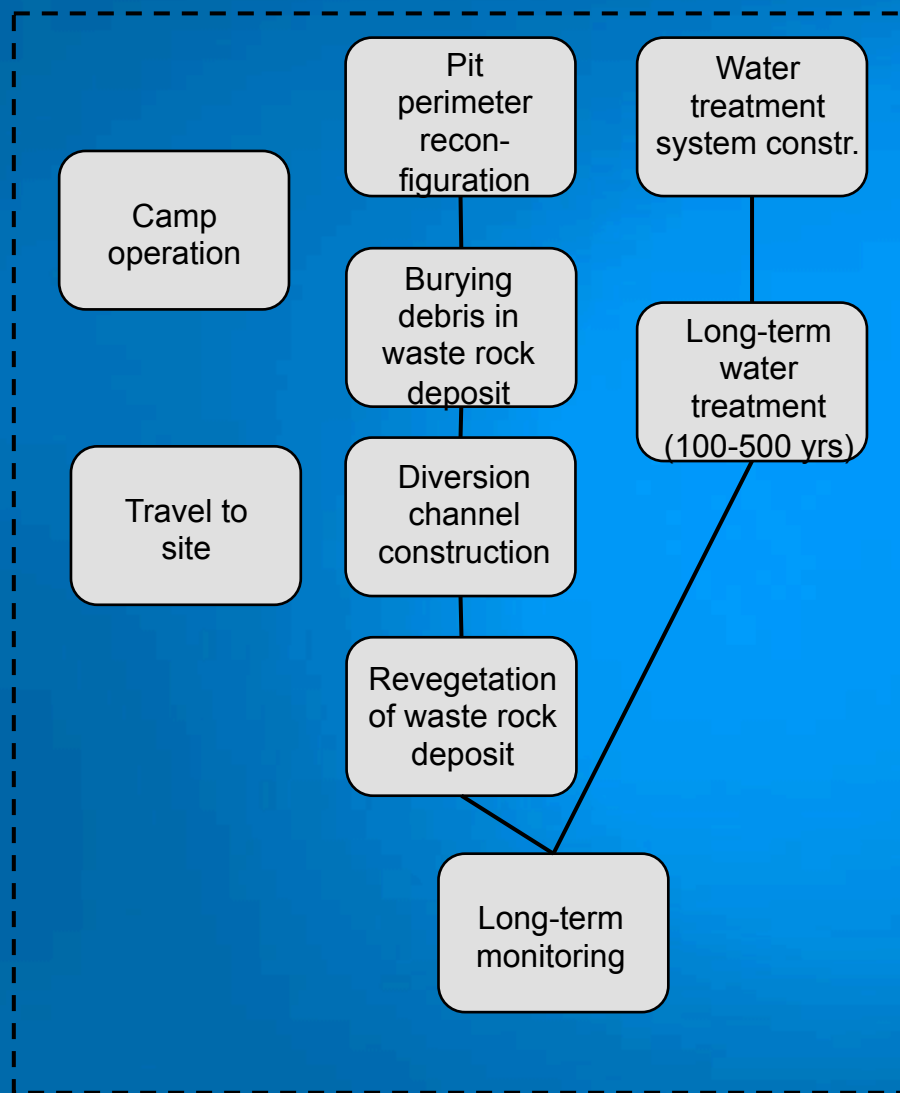 Pit
perimeter
recon-
figuration
Water
treatment
system constr.
Camp
operation
Burying
debris in
waste rock
deposit
Long-term
water
treatment
(100-500 yrs)
Travel to
site
Diversion
channel
construction
Revegetation
of waste rock
deposit
Long-term
monitoring